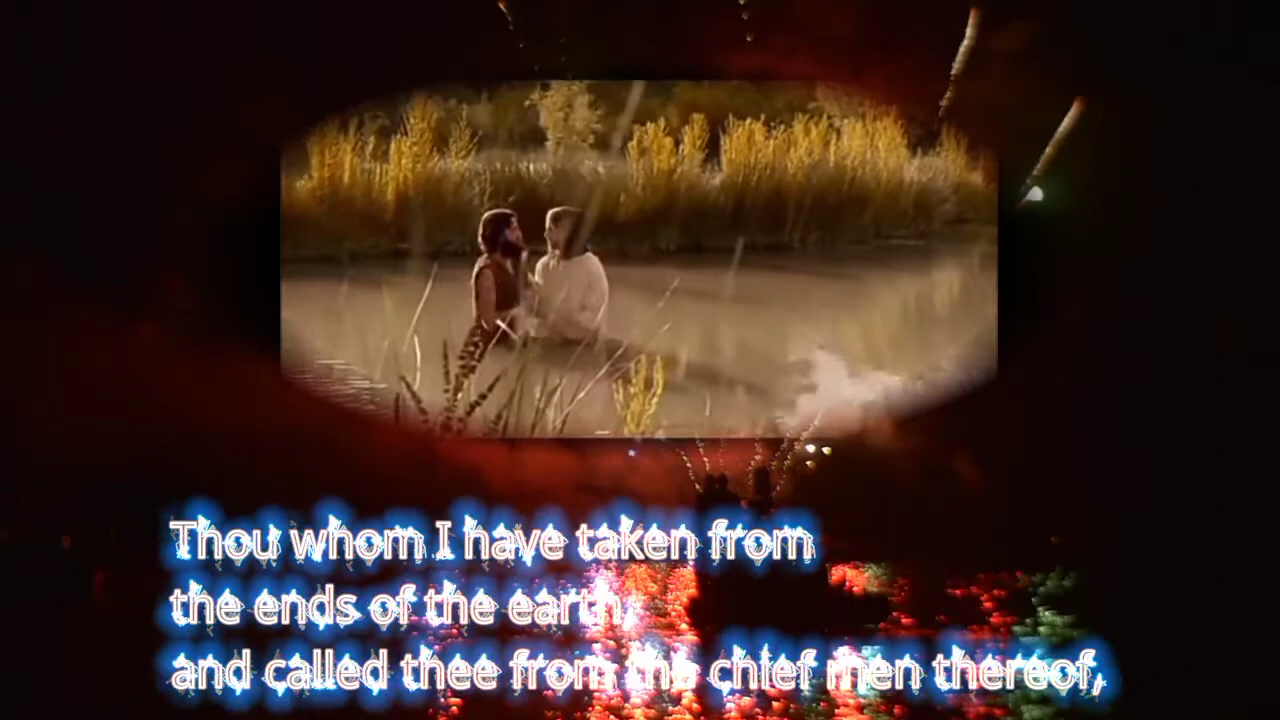 Thou whom I have taken from
the ends of the earth,
and called thee from the chief men thereof,